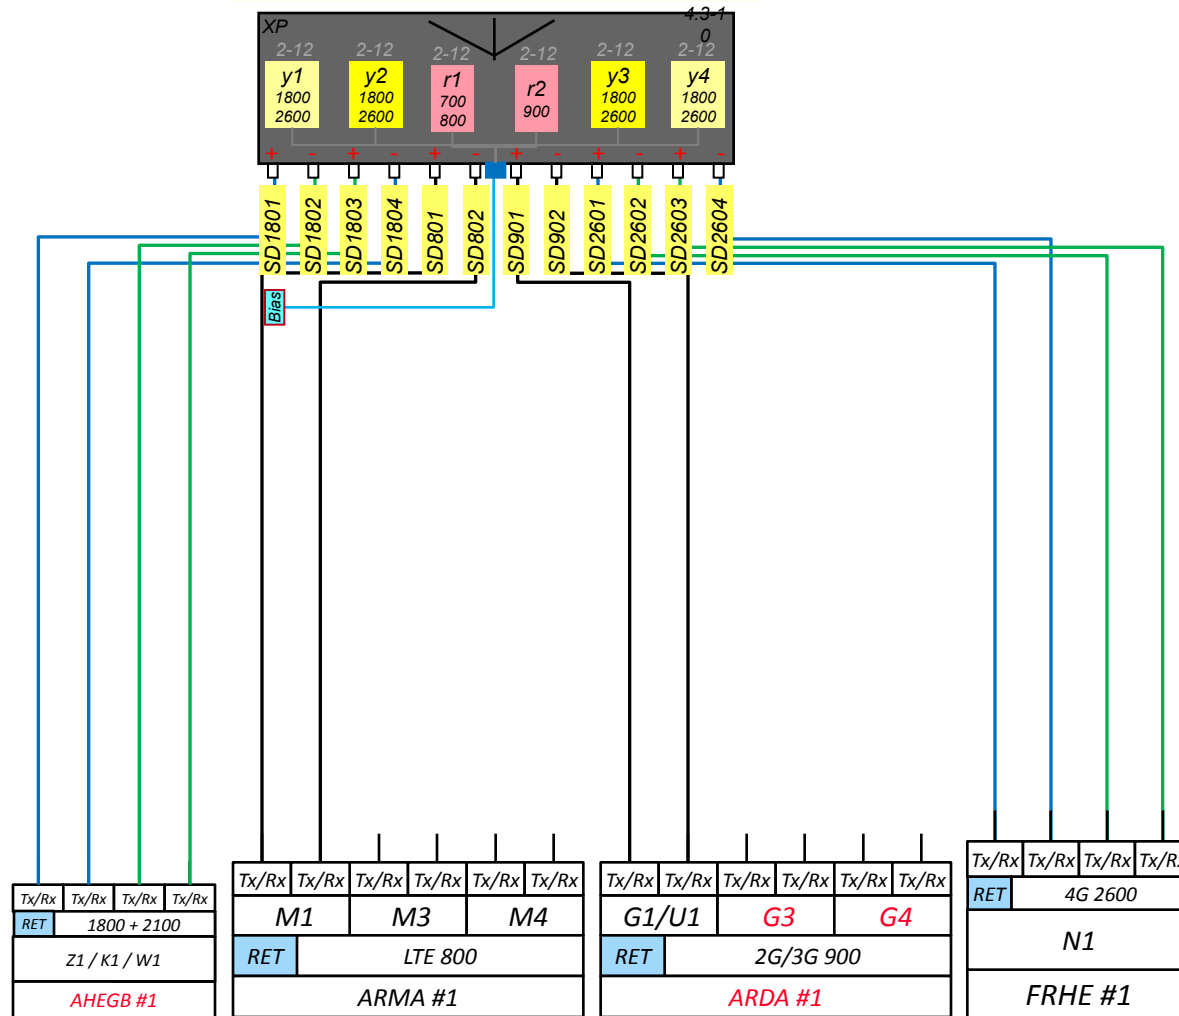 XP
4.3-1
0
2-12 2-12 2-12 2-12 2-12 2-12
y1
1800
2600
y2
1800
2600
r1
700
800
r2
900
y3
1800
2600
y4
1800
2600
+ - + - + - + - + - + -
SD1801
SD1802
SD1803
SD1804
SD801
SD802
SD901
SD902
SD2601
SD2602
SD2603
SD2604
Bias
Tx/Rx Tx/Rx Tx/Rx Tx/Rx
RET 1800 + 2100
Z1 / K1 / W1
AHEGB #1
Tx/Rx Tx/Rx Tx/Rx Tx/Rx Tx/Rx Tx/Rx
M1 M3 M4
RET LTE 800
ARMA #1
Tx/Rx Tx/Rx Tx/Rx Tx/Rx Tx/Rx Tx/Rx
G1/U1 G3 G4
RET 2G/3G 900
ARDA #1
Tx/Rx Tx/Rx Tx/Rx Tx/Rx
RET 4G 2600
N1
FRHE #1